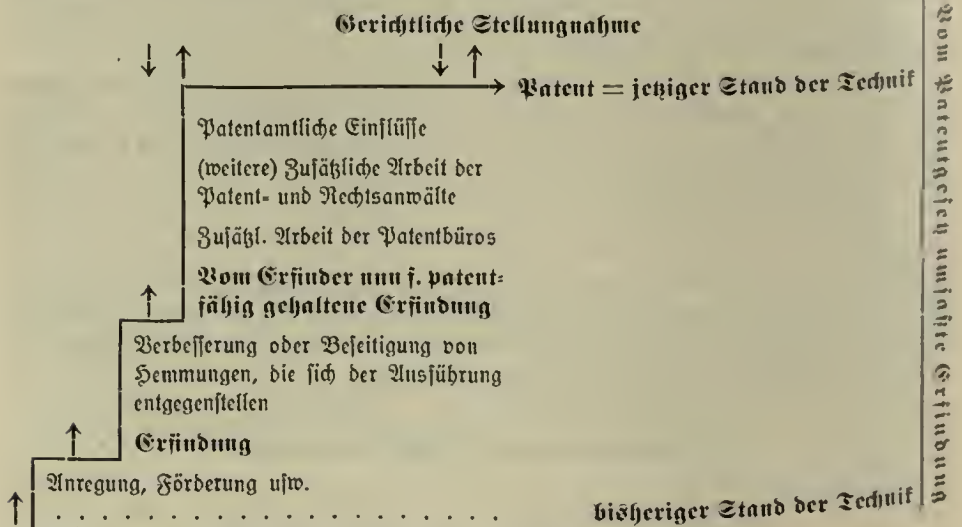 Gerichtliche Stellungnahme
Patent = jetziger Stand der Technik
Patentamtliche Einflüsse
(weitere) Zusätzliche Arbeit der
Patent- und Rechtsanwälte
Zusätzl. Arbeit der Patentbüros
Vom Erfinder nun f. patent-
fähig gehaltene Erfindung
Verbesserung oder Beseitigung von
Hemmungen, die sich der Ausführung
entgegenstellen
Erfindung
Anregung, Förderung usw.
bisheriger Stand der Technik
Vom Patentgesetz umfaßte Erfindung